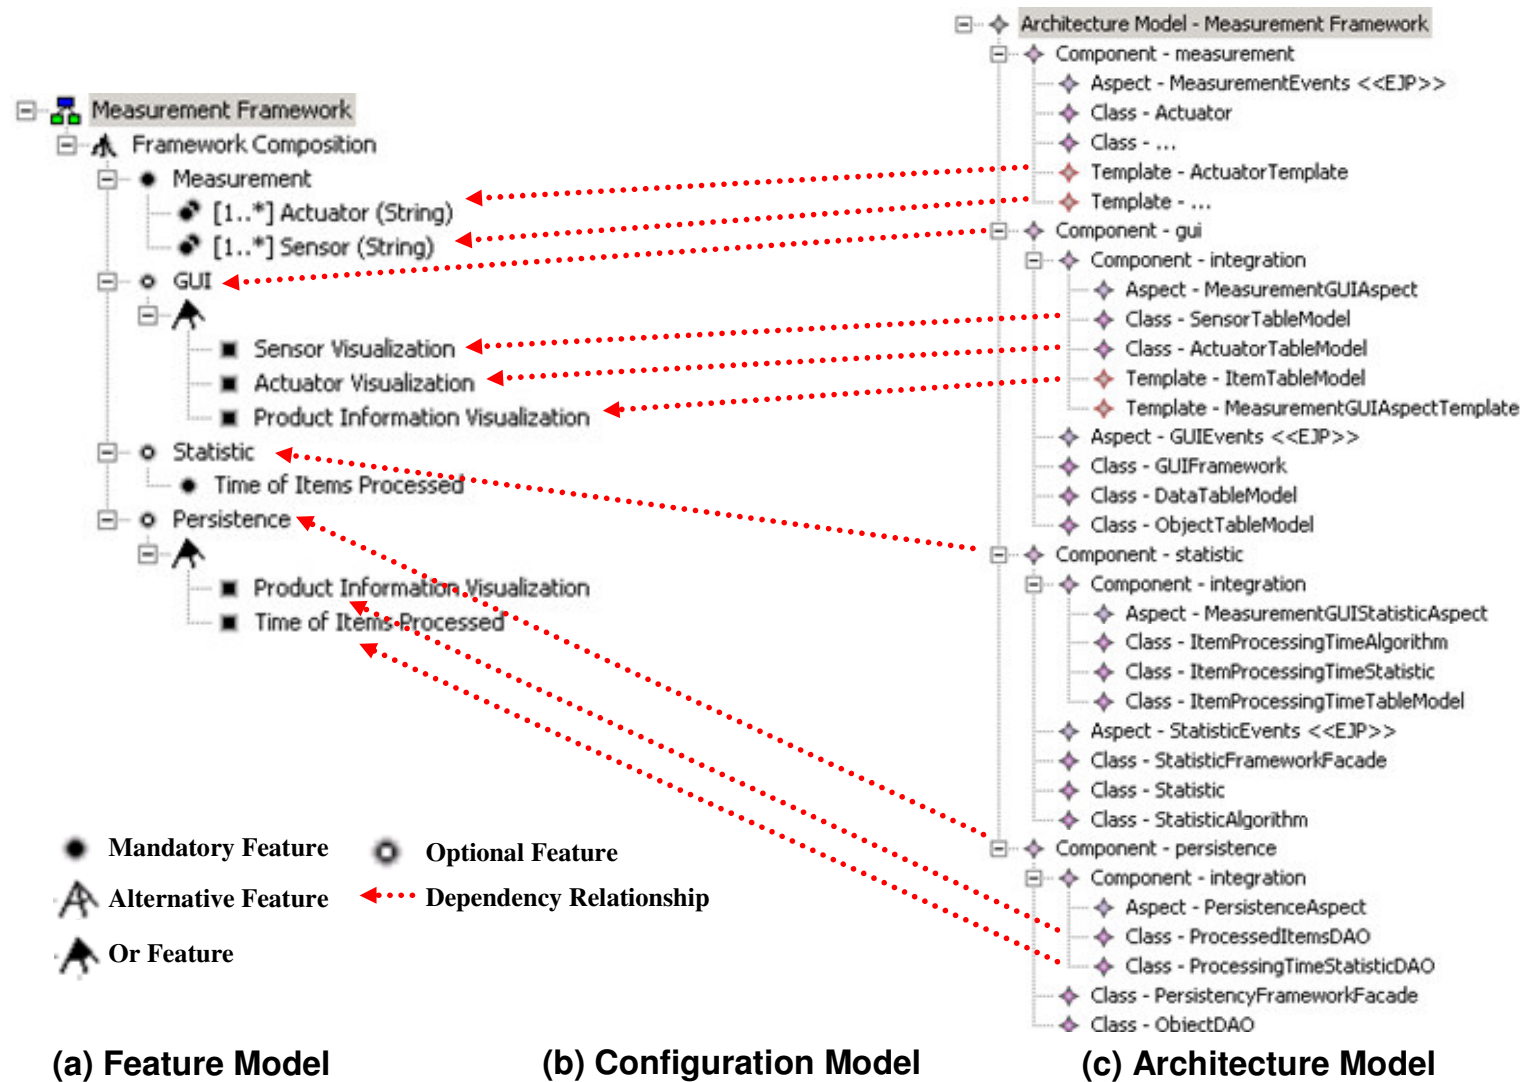 Measurement Framework
Framework Composition
Measurement
[1..*] Actuator (String)
[1..*] Sensor (String)
GUI
Sensor Visualization
Actuator Visualization
Product Information Visualization
Statistic
Time of Items Processed
Persistence
Product Information Visualization
Time of Items Processed
Mandatory Feature
Optional Feature
Alternative Feature
Dependency Relationship
Or Feature
Architecture Model - Measurement Framework
Component - measurement
Aspect - MeasurementEvents <<EJP>>
Class - Actuator
Class - ...
Template - ActuatorTemplate
Template - ...
Component - gui
Component - integration
Aspect - MeasurementGUIAspect
Class - SensorTableModel
Class - ActuatorTableModel
Template - ItemTableModel
Template - MeasurementGUIAspectTemplate
Aspect - GUIEvents <<EJP>>
Class - GUIFramework
Class - DataTableModel
Class - ObjectTableModel
Component - statistic
Component - integration
Aspect - MeasurementGUIStatisticAspect
Class - ItemProcessingTimeAlgorithm
Class - ItemProcessingTimeStatistic
Class - ItemProcessingTimeTableModel
Aspect - StatisticEvents <<EJP>>
Class - StatisticFrameworkFacade
Class - Statistic
Class - StatisticAlgorithm
Component - persistence
Component - integration
Aspect - PersistenceAspect
Class - ProcessedItemsDAO
Class - ProcessingTimeStatisticDAO
Class - PersistencyFrameworkFacade
Class - ObjectDAO
(a) Feature Model
(b) Configuration Model
(c) Architecture Model